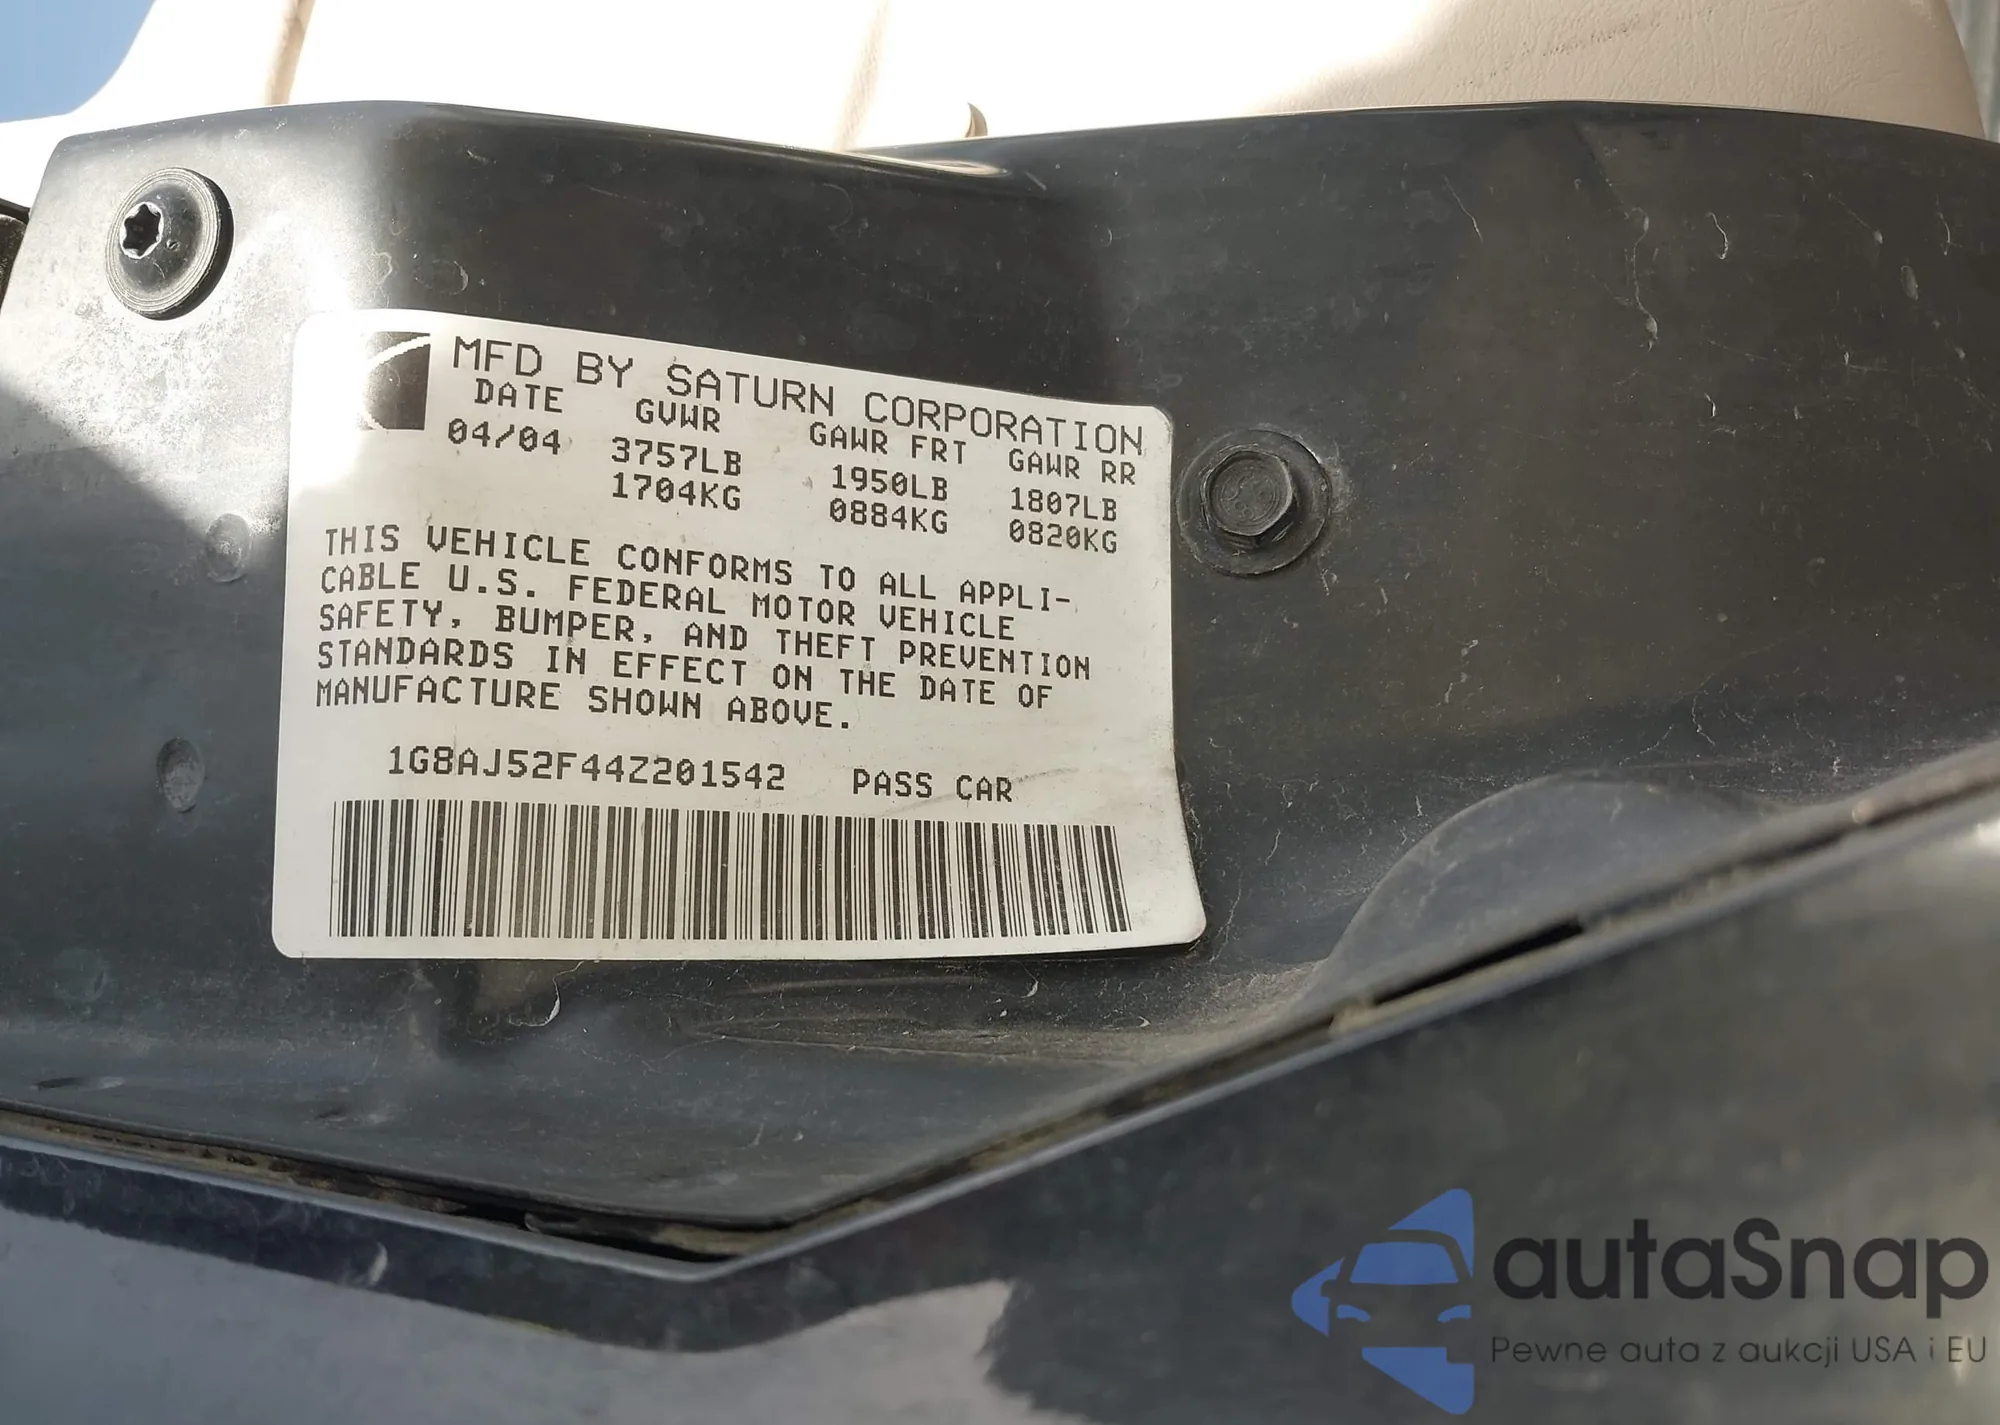 MFD BY SATURN CORPORATION
DATE GVWR GAWR FRT GAWR RR
04/04 3757LB 1950LB 1807LB
1704KG 0884KG 0820KG
THIS VEHICLE CONFORMS TO ALL APPLI-
CABLE U.S. FEDERAL MOTOR VEHICLE
SAFETY, BUMPER, AND THEFT PREVENTION
STANDARDS IN EFFECT ON THE DATE OF
MANUFACTURE SHOWN ABOVE.
1G8AJ52F44Z201542 PASS CAR
autaSnap
Pewne auta z aukcji USA i EU